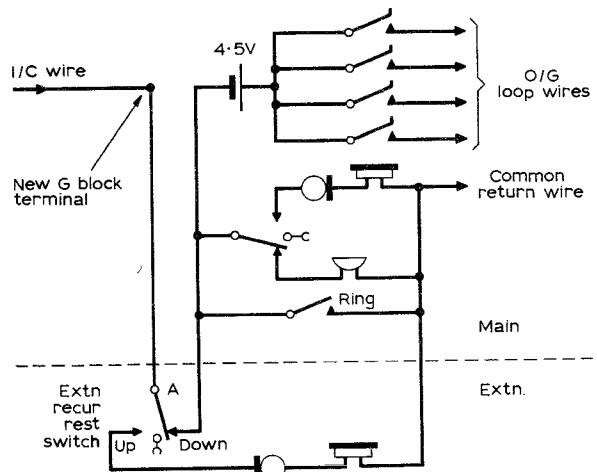 4·5V
I/C wire
O/G
loop wires
New G block
terminal
Common
return wire
Ring
Main
Extn
recur
rest
switch
A
Extn.
Up
Down